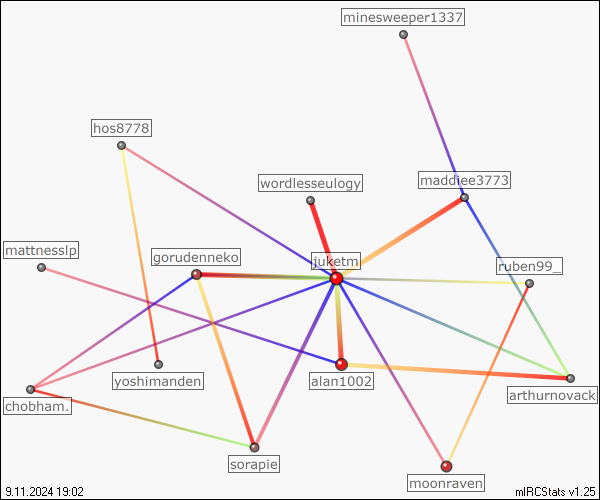 minesweeper1337
hos8778
maddiee3773
wordlesseulogy
mattnesslp
gorudenneko
juketm
ruben99_
yoshimanden
alan1002
arthurnovack
chobham.
sorapie
moonraven
9.11.2024 19:02
mIRCStats v1.25